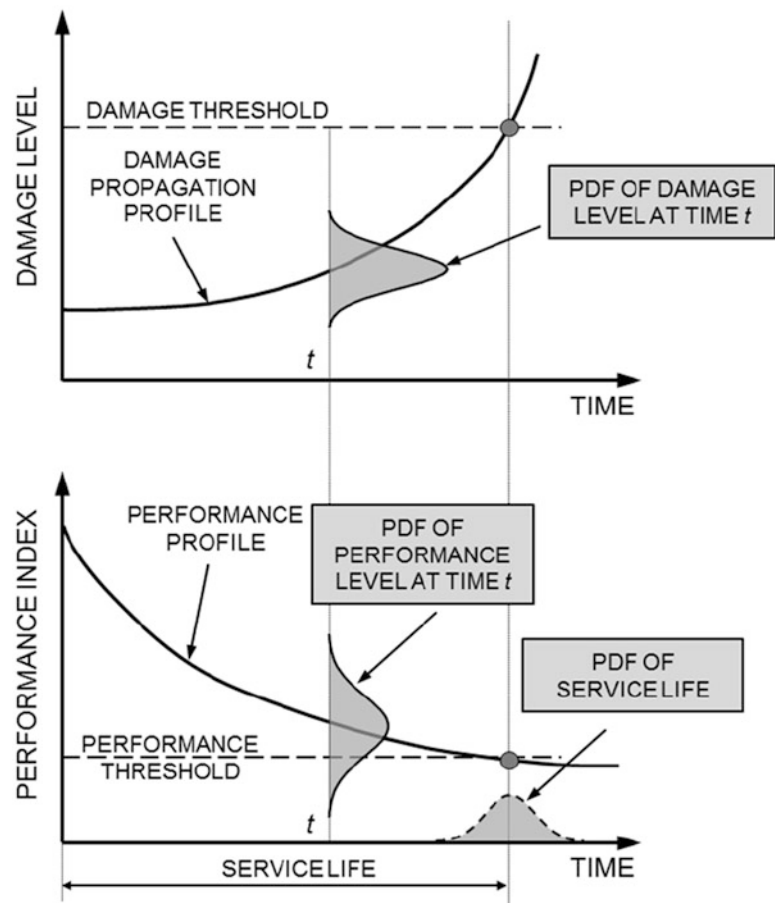 DAMAGE LEVEL
DAMAGE THRESHOLD
DAMAGE
PROPAGATION
PROFILE
PDF OF DAMAGE
LEVEL AT TIME t
t
TIME
PERFORMANCE INDEX
PERFORMANCE
PROFILE
PDF OF
PERFORMANCE
LEVEL AT TIME t
PDF OF
SERVICE LIFE
PERFORMANCE
THRESHOLD
t
TIME
SERVICE LIFE